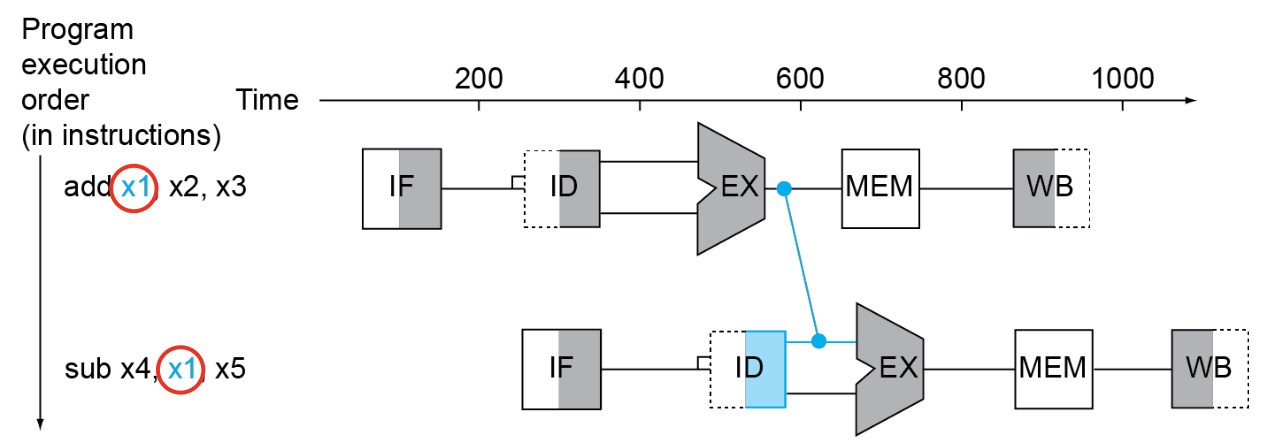 Program
execution
order
(in instructions)
Time
200 400 600 800 1000
add x1, x2, x3
IF ID EX MEM WB
sub x4, x1, x5
IF ID EX MEM WB